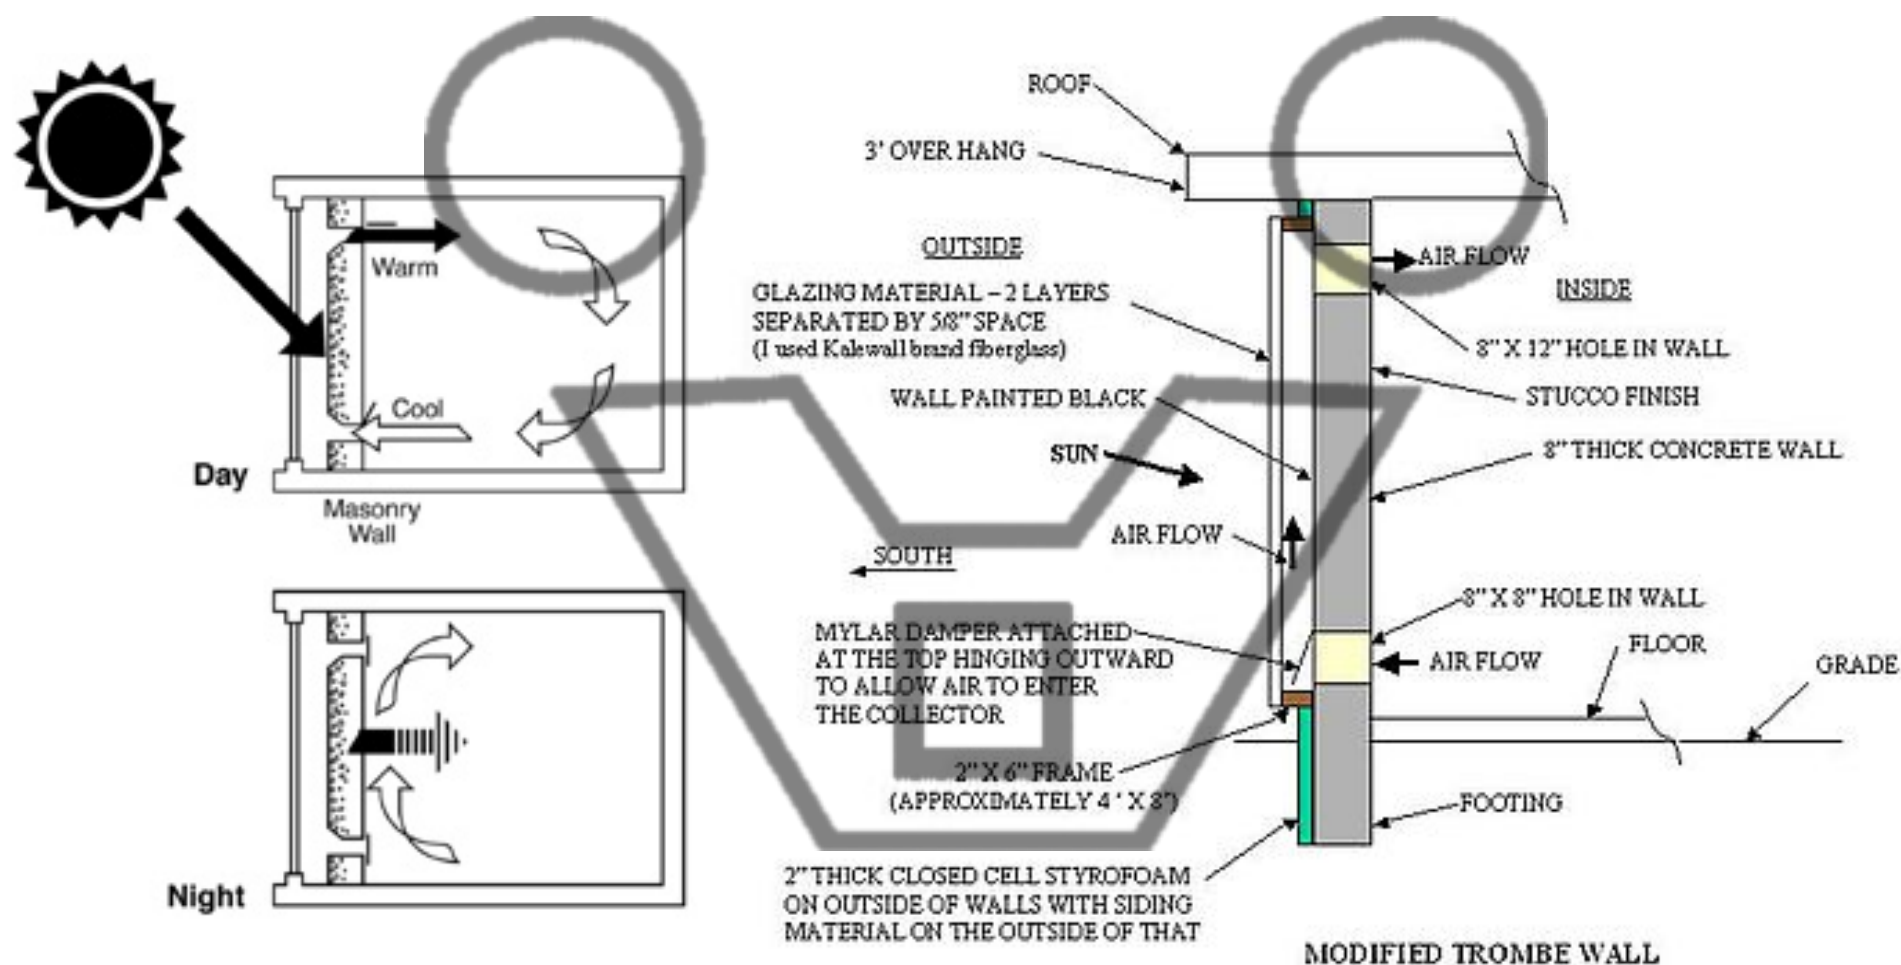 Warm
Cool
Day
Masonry
Wall
Night
ROOF
3' OVER HANG
OUTSIDE
AIR FLOW
INSIDE
GLAZING MATERIAL – 2 LAYERS
SEPARATED BY 5/8" SPACE
(I used Kalewall brand fiberglass)
8" X 12" HOLE IN WALL
WALL PAINTED BLACK
STUCCO FINISH
SUN
8" THICK CONCRETE WALL
AIR FLOW
SOUTH
8" X 8" HOLE IN WALL
MYLAR DAMPER ATTACHED
AT THE TOP HINGING OUTWARD
TO ALLOW AIR TO ENTER
THE COLLECTOR
FLOOR
AIR FLOW
GRADE
2" X 6" FRAME
(APPROXIMATELY 4 ' X 8')
FOOTING
2" THICK CLOSED CELL STYROFOAM
ON OUTSIDE OF WALLS WITH SIDING
MATERIAL ON THE OUTSIDE OF THAT
MODIFIED TROMBE WALL